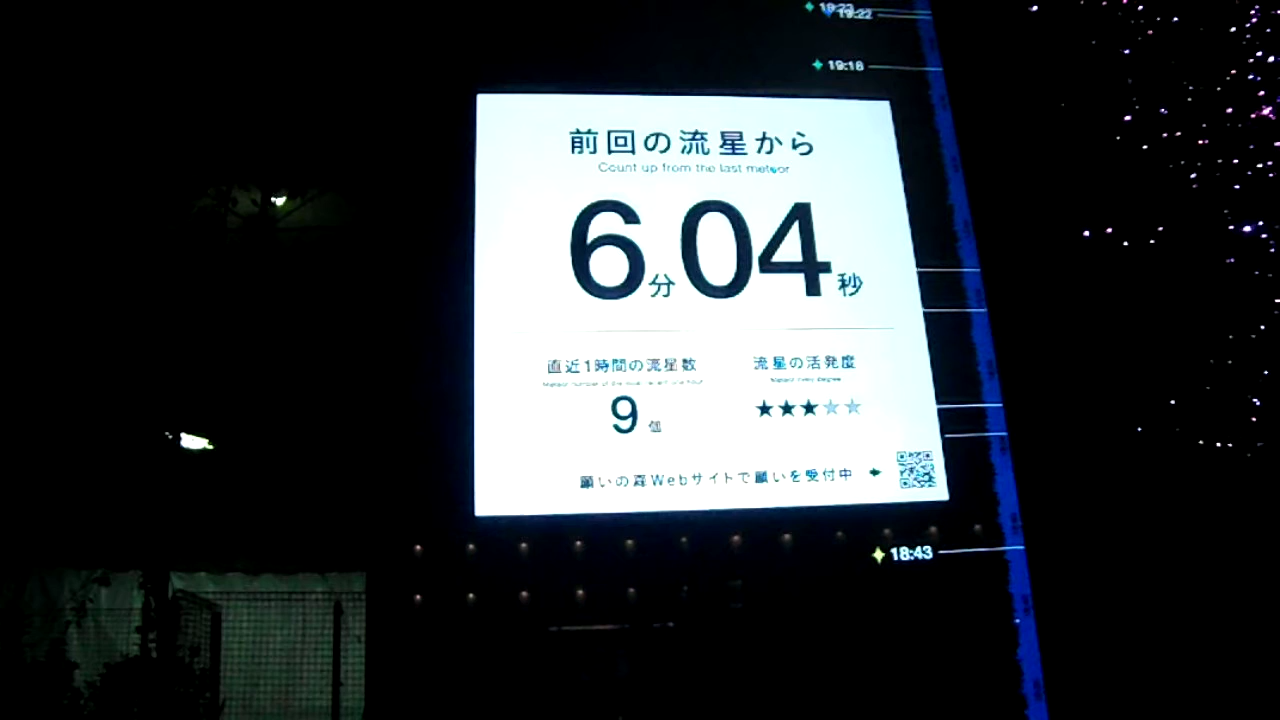 19:22
19:18
前回の流星から
Count up from the last meteor
6分04秒
直近1時間の流星数
流星の活発度
9個
★★★★★
願いの森Webサイトで願いを受付中
18:43